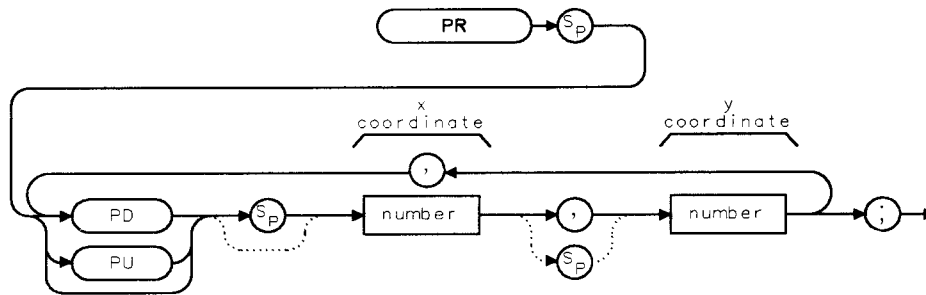 PR SP
x coordinate
y coordinate
,
PD SP number , number ;
PU SP